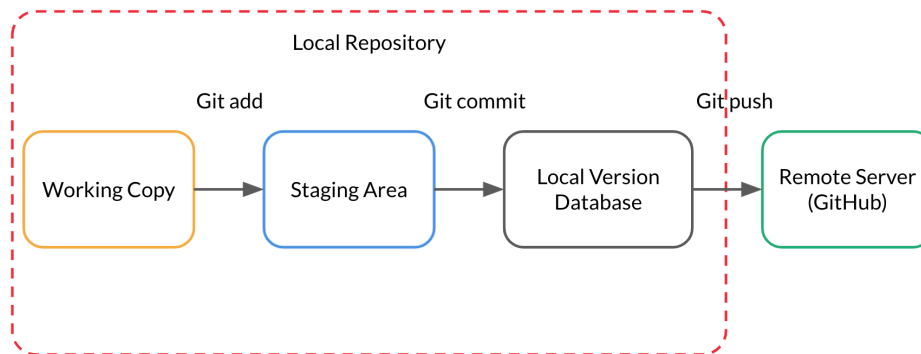 Local Repository
Git add
Git commit
Git push
Working Copy
Staging Area
Local Version
Database
Remote Server
(GitHub)